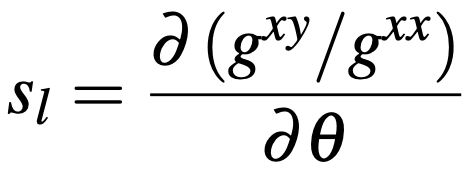 s_l = ∂ (g^{xy} / g^{xx}) / ∂ θ